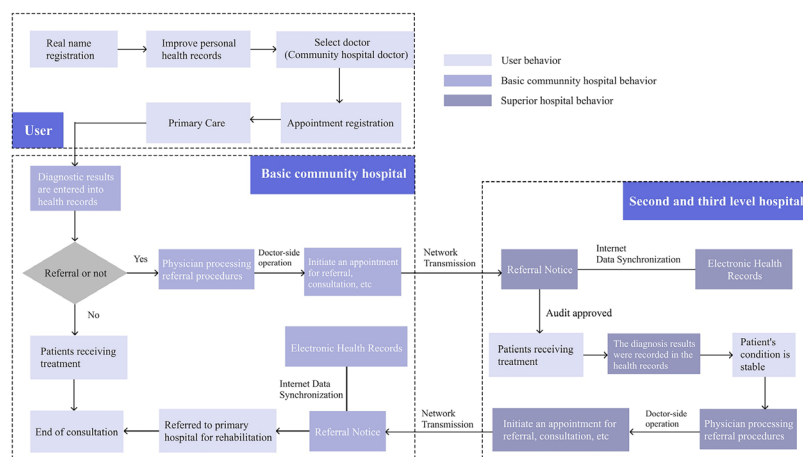 Real name
registration
Improve personal
health records
Select doctor
(Community hospital doctor)
User behavior
Basic communnity hospital behavior
Superior hospital behavior
Primary Care
Appointment registration
User
Diagnostic results
are entered into
health records
Basic community hospital
Second and third level hospital
Referral or not
Yes
Physician processing
referral procedures
Doctor-side
operation
Initiate an appointment
for referral,
consultation, etc
Network
Transmission
Referral Notice
Internet
Data Synchronization
Electronic Health
Records
No
Audit approved
Patients receiving
treatment
Electronic Health Records
Internet Data
Synchronization
Patients receiving
treatment
The diagnosis results
were recorded in the
health records
Patient's
condition is
stable
End of consultation
Referred to primary
hospital for rehabilitation
Referral Notice
Network
Transmission
Initiate an appointment for
referral, consultation, etc
Doctor-side
operation
Physician processing
referral procedures